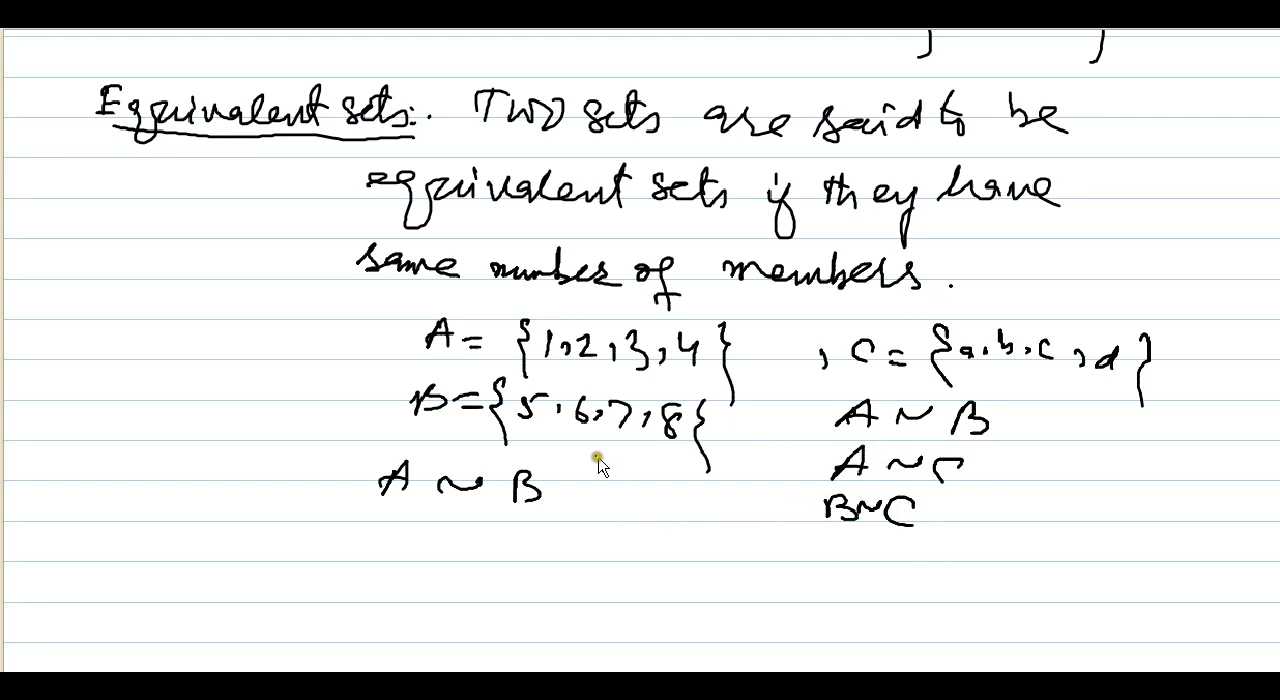 Equivalent sets:. Two sets are said to be
equivalent sets if they have
same number of members.
A = {1,2,3,4} , C = {a,b,c,d}
B = {5,6,7,8} A ~ B
A ~ C
A ~ B
B ~ C